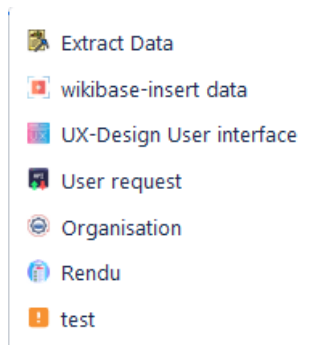 Extract Data
wikibase-insert data
UX-Design User interface
User request
Organisation
Rendu
test